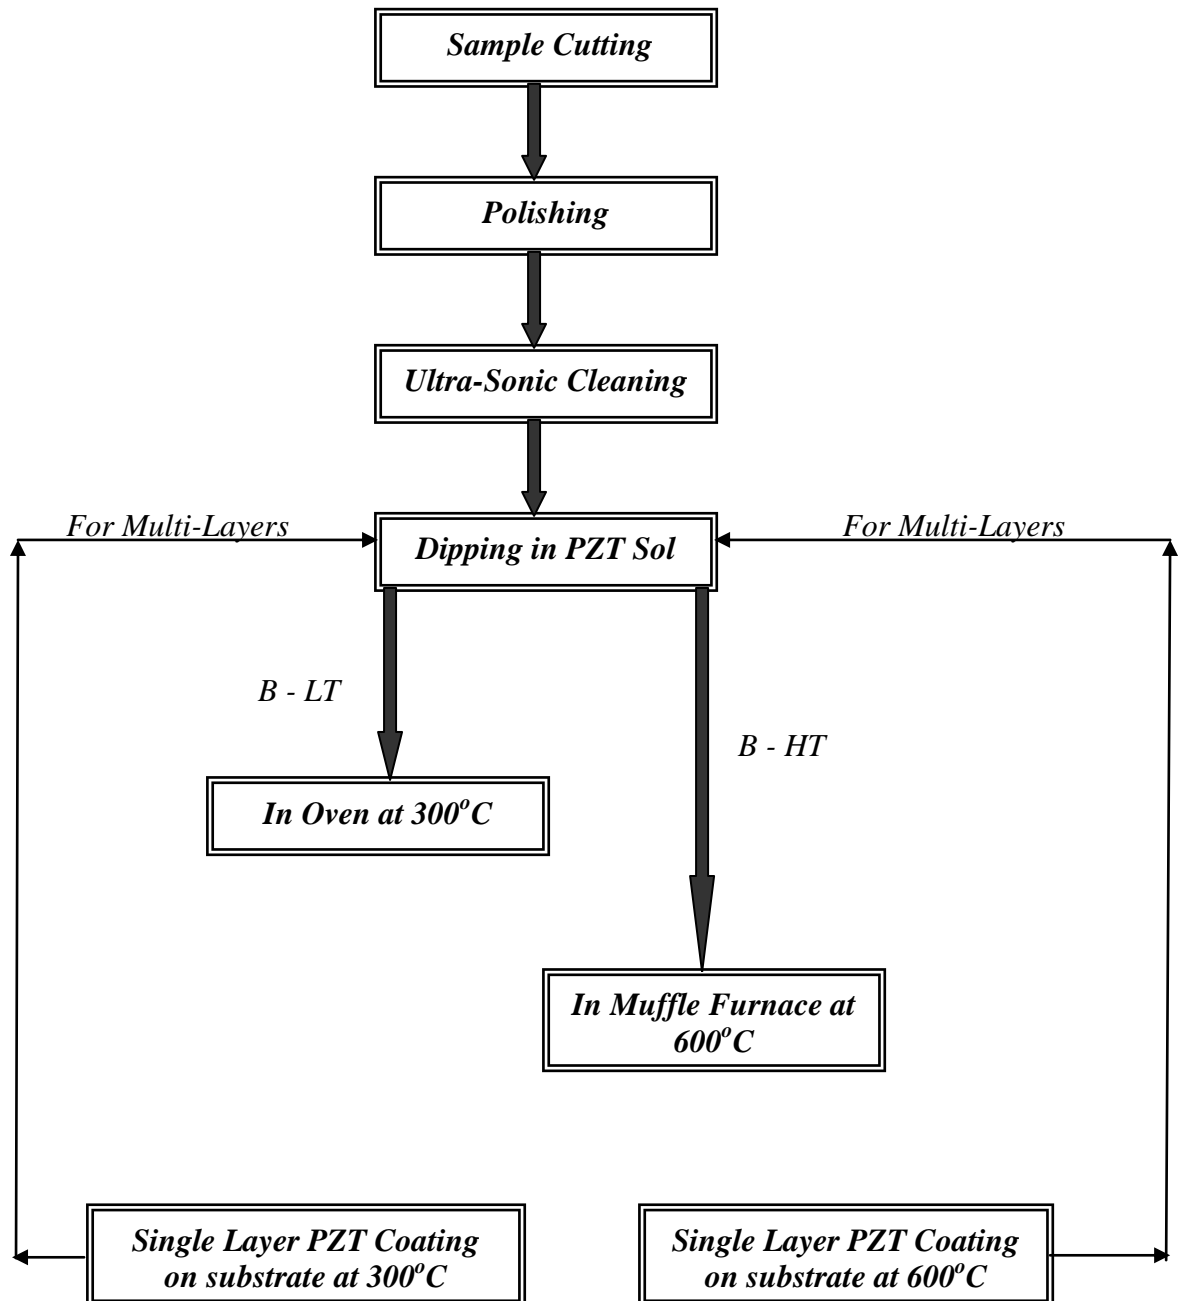 Sample Cutting
Polishing
Ultra-Sonic Cleaning
For Multi-Layers
Dipping in PZT Sol
For Multi-Layers
B - LT
B - HT
In Oven at 300°C
In Muffle Furnace at
600°C
Single Layer PZT Coating
on substrate at 300°C
Single Layer PZT Coating
on substrate at 600°C